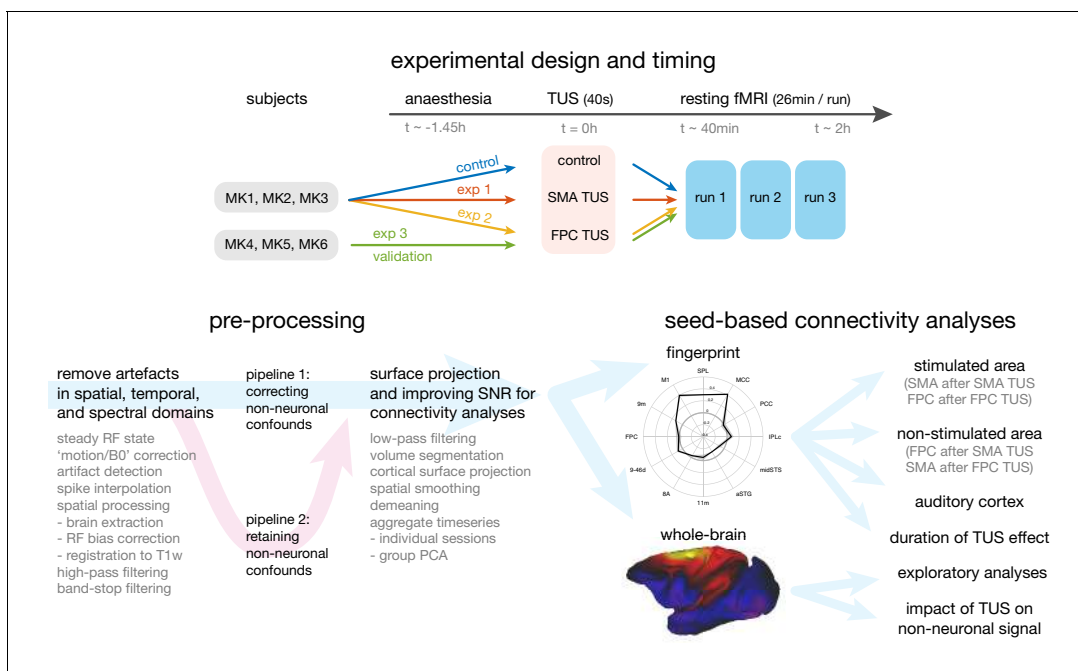 experimental design and timing
subjects
anaesthesia
TUS (40s)
resting fMRI (26min / run)
t ~ -1.45h
t = 0h
t ~ 40min
t ~ 2h
control
exp 1
exp 2
exp 3
validation
MK1, MK2, MK3
MK4, MK5, MK6
control
SMA TUS
FPC TUS
run 1
run 2
run 3
pre-processing
remove artefacts
in spatial, temporal,
and spectral domains
steady RF state
‘motion/B0’ correction
artifact detection
spike interpolation
spatial processing
- brain extraction
- RF bias correction
- registration to T1w
high-pass filtering
band-stop filtering
pipeline 1:
correcting
non-neuronal
confounds
pipeline 2:
retaining
non-neuronal
confounds
surface projection
and improving SNR for
connectivity analyses
low-pass filtering
volume segmentation
cortical surface projection
spatial smoothing
demeaning
aggregate timeseries
- individual sessions
- group PCA
seed-based connectivity analyses
fingerprint
SPL
MCC
PCC
IPLc
midSTS
aSTG
11m
8A
9-46d
FPC
9m
M1
whole-brain
stimulated area
(SMA after SMA TUS
FPC after FPC TUS)
non-stimulated area
(FPC after SMA TUS
SMA after FPC TUS)
auditory cortex
duration of TUS effect
exploratory analyses
impact of TUS on
non-neuronal signal